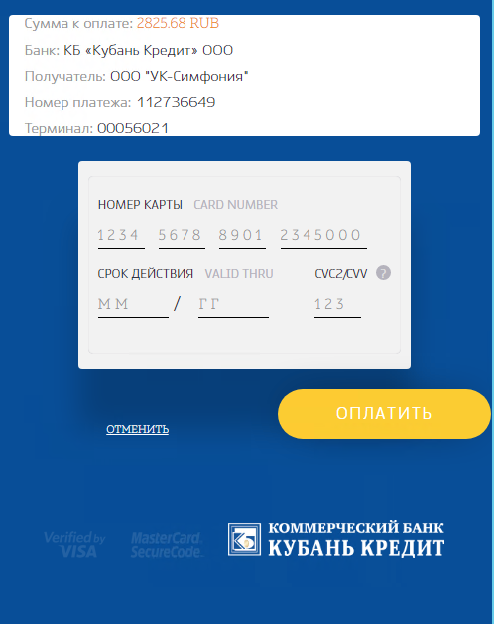 Сумма к оплате: 2825.68 RUB
Банк: КБ «Кубань Кредит» ООО
Получатель: ООО "УК-Симфония"
Номер платежа: 112736649
Терминал: 00056021
НОМЕР КАРТЫ CARD NUMBER
1234 5678 8901 2345000
СРОК ДЕЙСТВИЯ VALID THRU CVC2/CVV ?
ММ / ГГ 123
ОПЛАТИТЬ
ОТМЕНИТЬ
Verified by VISA
MasterCard. SecureCode.
КОММЕРЧЕСКИЙ БАНК
КУБАНЬ КРЕДИТ